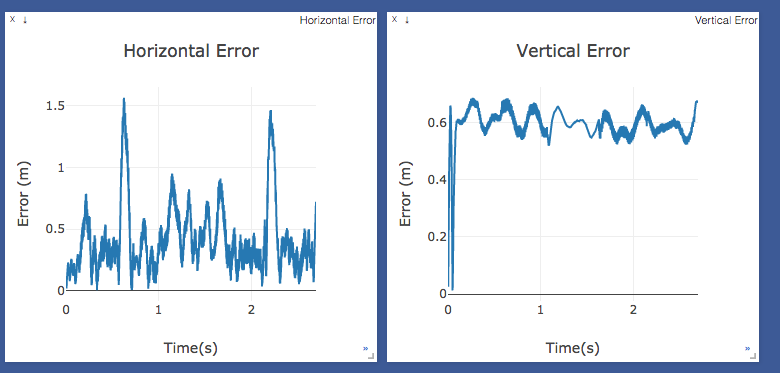 x ↓ Horizontal Error
Horizontal Error
Error (m)
1.5
1
0.5
0
0 1 2
Time(s)
»
x ↓ Vertical Error
Vertical Error
Error (m)
0.6
0.4
0.2
0
0 1 2
Time(s)
»